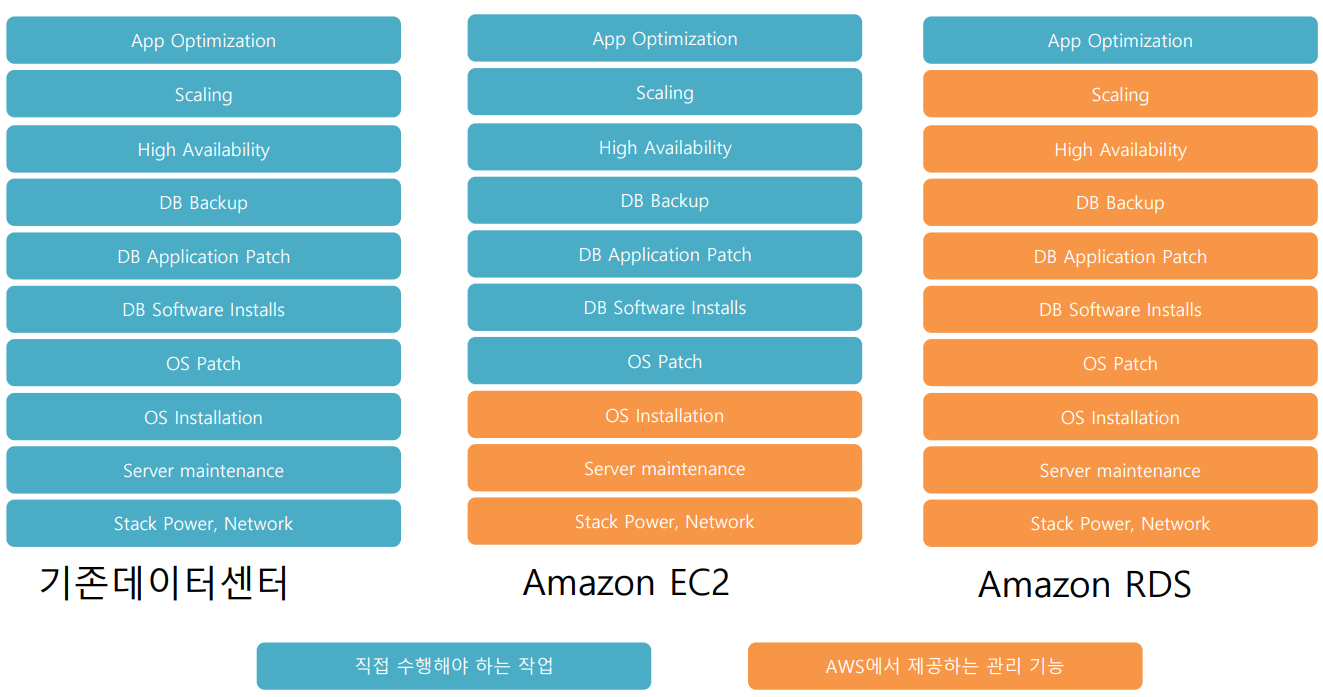 App Optimization
Scaling
High Availability
DB Backup
DB Application Patch
DB Software Installs
OS Patch
OS Installation
Server maintenance
Stack Power, Network
기존데이터센터
App Optimization
Scaling
High Availability
DB Backup
DB Application Patch
DB Software Installs
OS Patch
OS Installation
Server maintenance
Stack Power, Network
Amazon EC2
App Optimization
Scaling
High Availability
DB Backup
DB Application Patch
DB Software Installs
OS Patch
OS Installation
Server maintenance
Stack Power, Network
Amazon RDS
직접 수행해야 하는 작업
AWS에서 제공하는 관리 기능